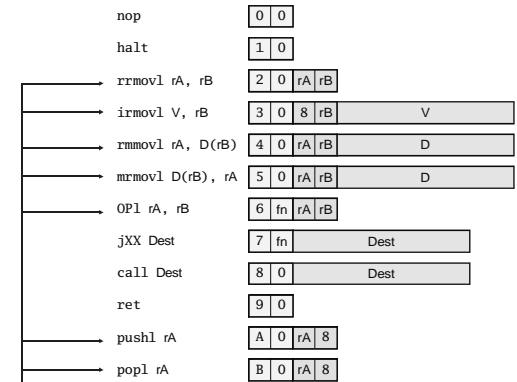 nop 0 0
halt 1 0
rrmovl rA, rB 2 0 rA rB
irmovl V, rB 3 0 8 rB V
rmmovl rA, D(rB) 4 0 rA rB D
mrmovl D(rB), rA 5 0 rA rB D
OPl rA, rB 6 fn rA rB
jXX Dest 7 fn Dest
call Dest 8 0 Dest
ret 9 0
pushl rA A 0 rA 8
popl rA B 0 rA 8